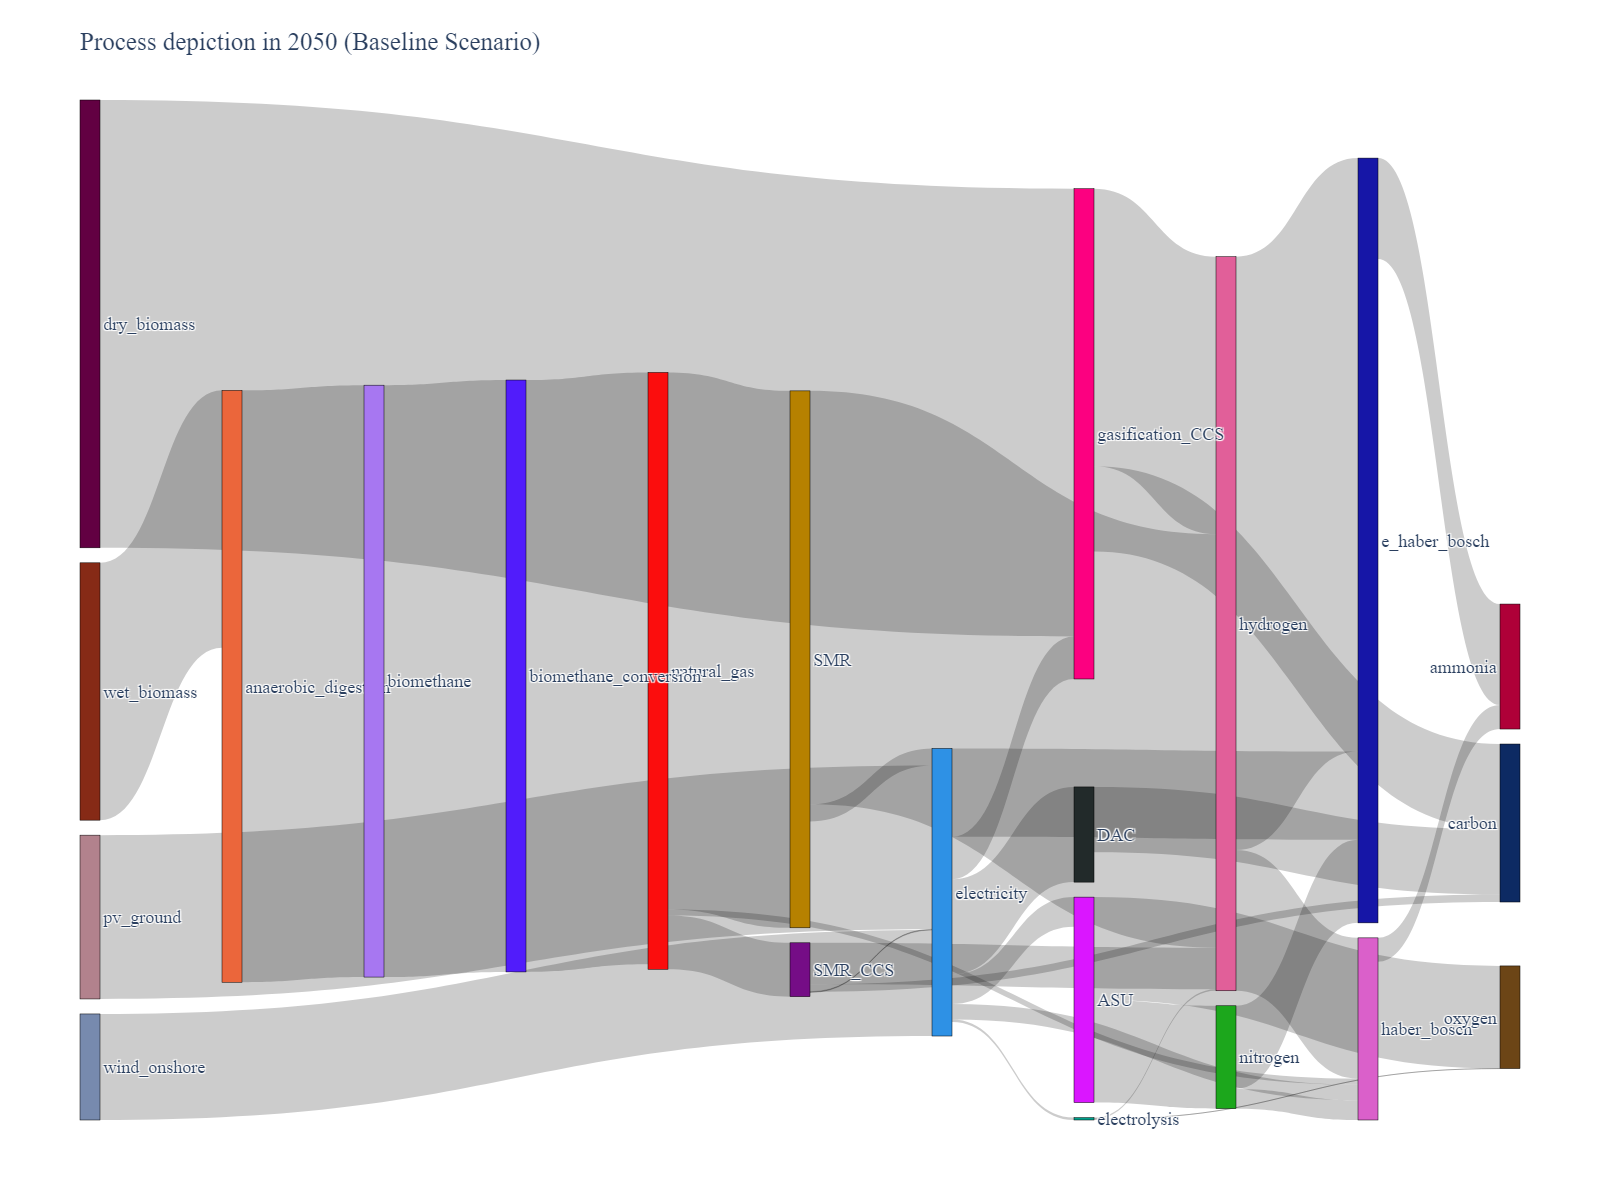 Process depiction in 2050 (Baseline Scenario)
dry_biomass
wet_biomass
pv_ground
wind_onshore
anaerobic_digestion
biomethane
biomethane_conversion
natural_gas
SMR
SMR_CCS
electricity
gasification_CCS
DAC
ASU
electrolysis
hydrogen
nitrogen
e_haber_bosch
haber_bosch
ammonia
carbon
oxygen